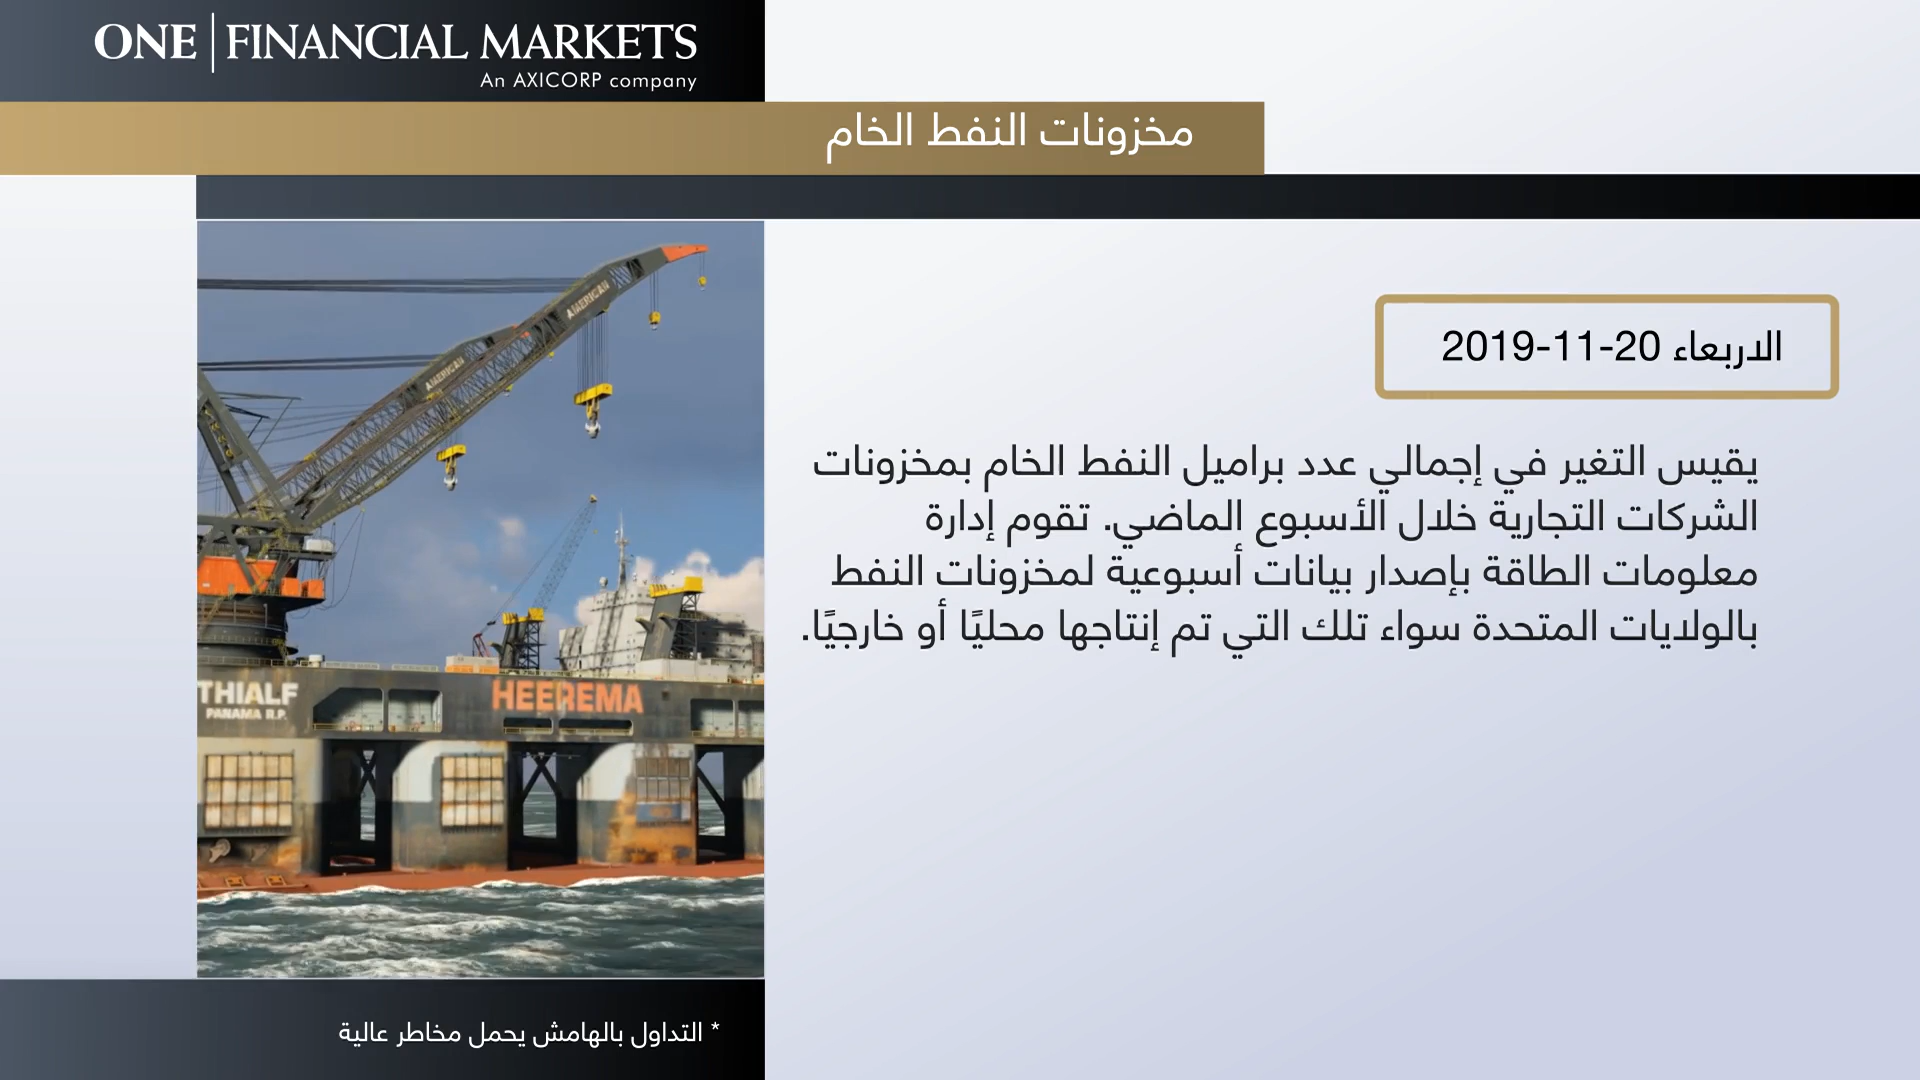 ONE | FINANCIAL MARKETS
An AXICORP company
مخزونات النفط الخام
الاربعاء 20-11-2019
يقيس التغير في إجمالي عدد براميل النفط الخام بمخزونات
الشركات التجارية خلال الأسبوع الماضي. تقوم إدارة
معلومات الطاقة بإصدار بيانات أسبوعية لمخزونات النفط
بالولايات المتحدة سواء تلك التي تم إنتاجها محليًا أو خارجيًا.
AMERICAN
AMERICAN
THIALF
PANAMA R.P.
HEEREMA
* التداول بالهامش يحمل مخاطر عالية